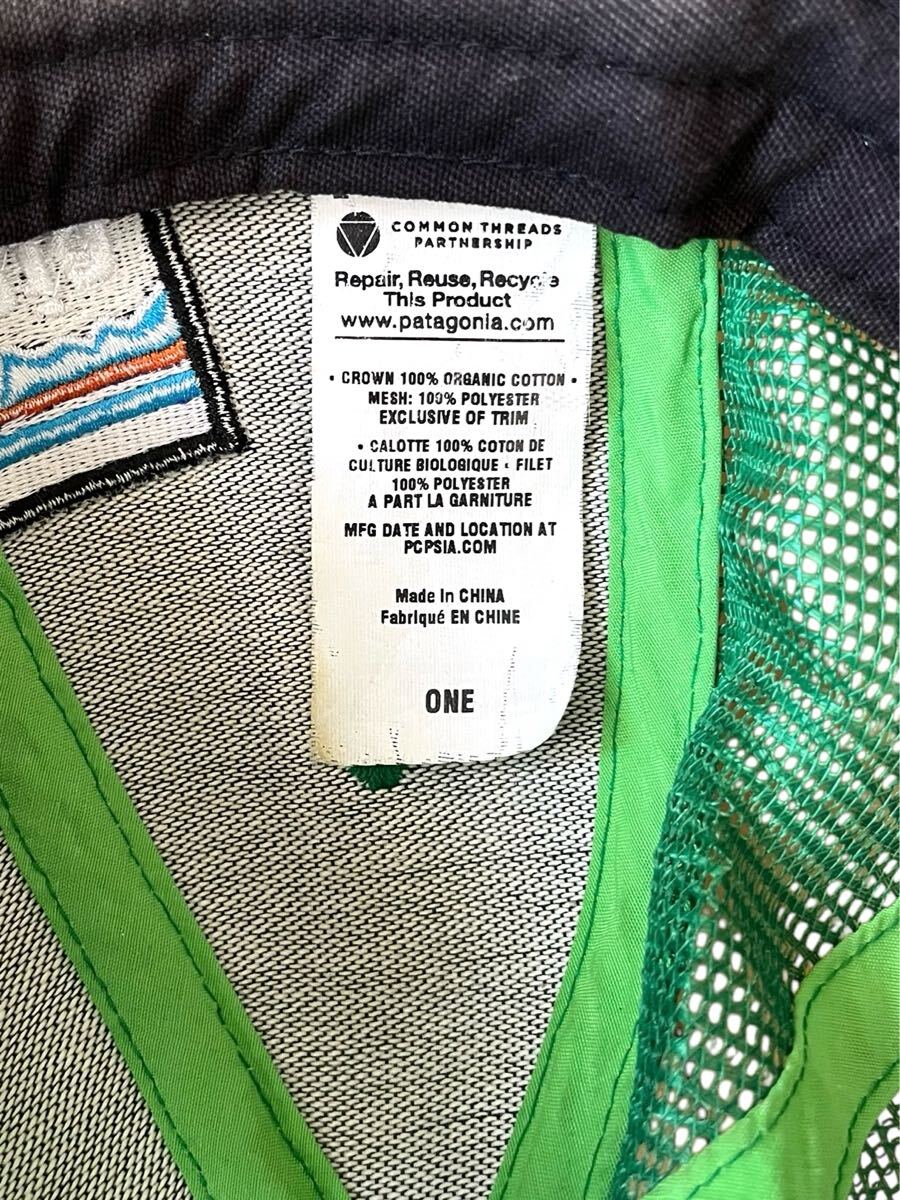 COMMON THREADS
PARTNERSHIP
Repair, Reuse, Recycle
This Product
www.patagonia.com
• CROWN 100% ORGANIC COTTON •
MESH: 100% POLYESTER
EXCLUSIVE OF TRIM
• CALOTTE 100% COTON DE
CULTURE BIOLOGIQUE • FILET
100% POLYESTER
A PART LA GARNITURE
MFG DATE AND LOCATION AT
PCPSIA.COM
Made in CHINA
Fabriqué EN CHINE
ONE